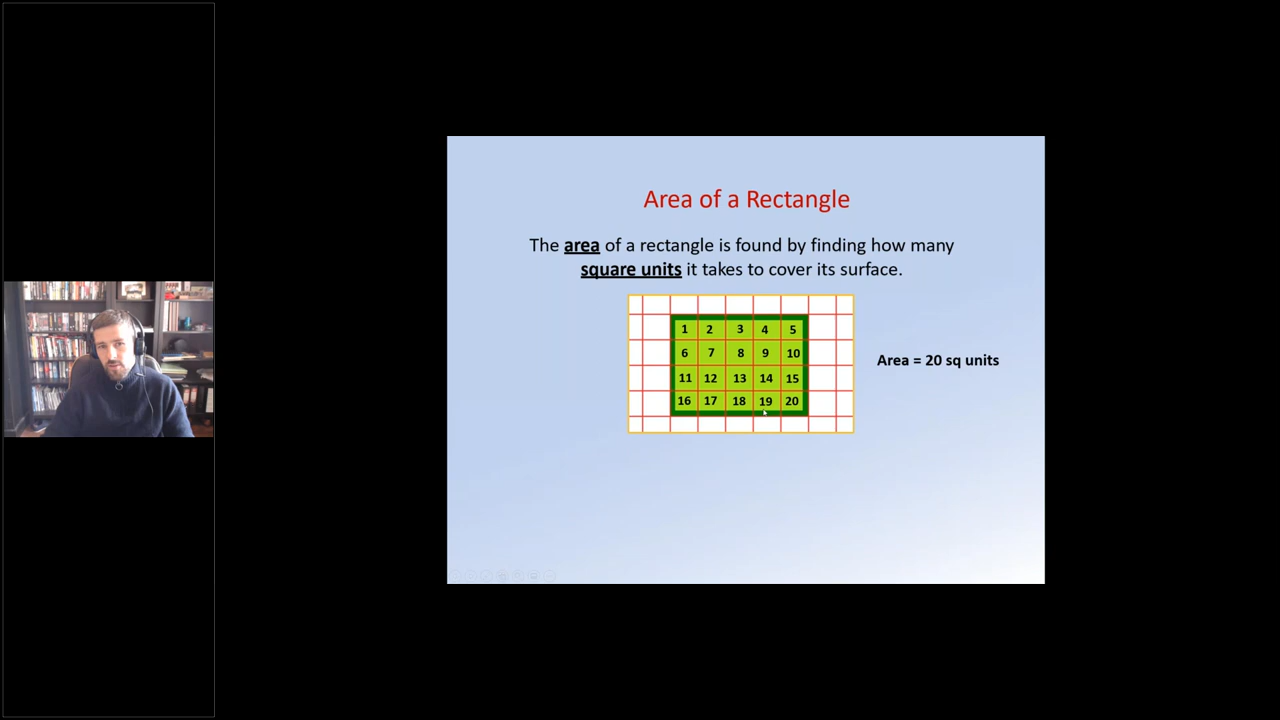 Area of a Rectangle
The area of a rectangle is found by finding how many
square units it takes to cover its surface.
1 2 3 4 5
6 7 8 9 10
11 12 13 14 15
16 17 18 19 20
Area = 20 sq units